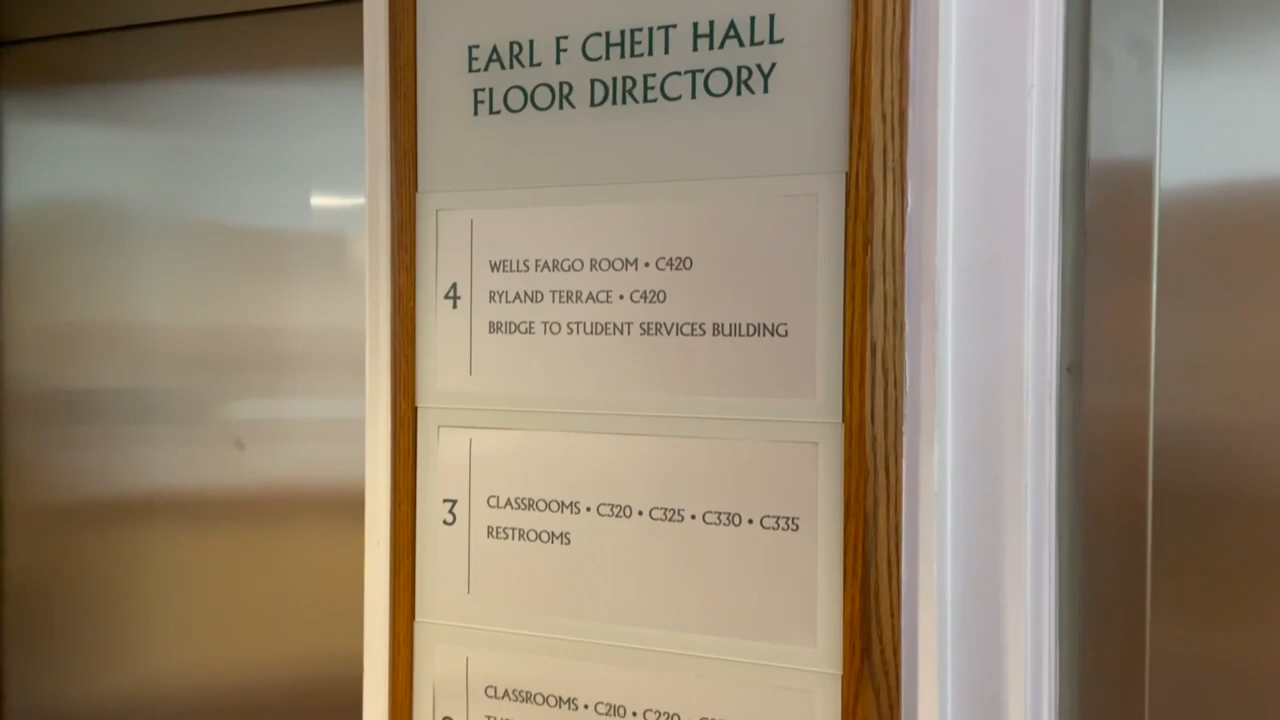 EARL F CHEIT HALL
FLOOR DIRECTORY
4
WELLS FARGO ROOM • C420
RYLAND TERRACE • C420
BRIDGE TO STUDENT SERVICES BUILDING
3
CLASSROOMS • C320 • C325 • C330 • C335
RESTROOMS
CLASSROOMS • C210 • C220